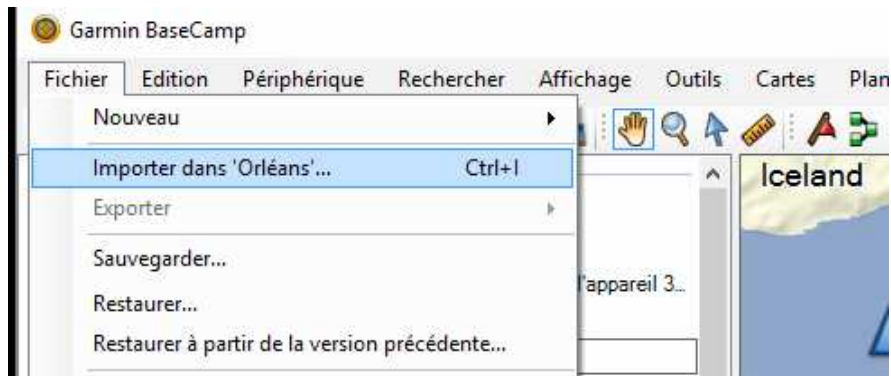 Garmin BaseCamp
Fichier Edition Périphérique Rechercher Affichage Outils Cartes Plan
Nouveau
Importer dans 'Orléans'... Ctrl+I
Iceland
Exporter
Sauvegarder...
l'appareil 3...
Restaurer...
Restaurer à partir de la version précédente...